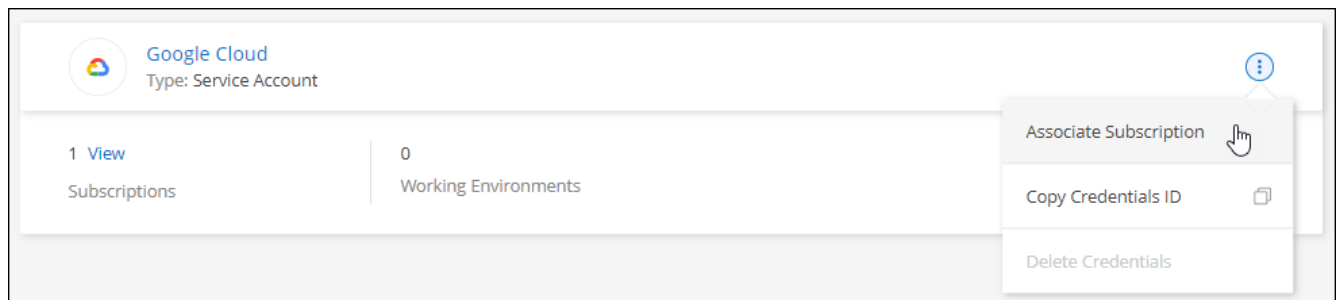 Google Cloud
Type: Service Account
Associate Subscription
1 View
0
Subscriptions
Working Environments
Copy Credentials ID
Delete Credentials